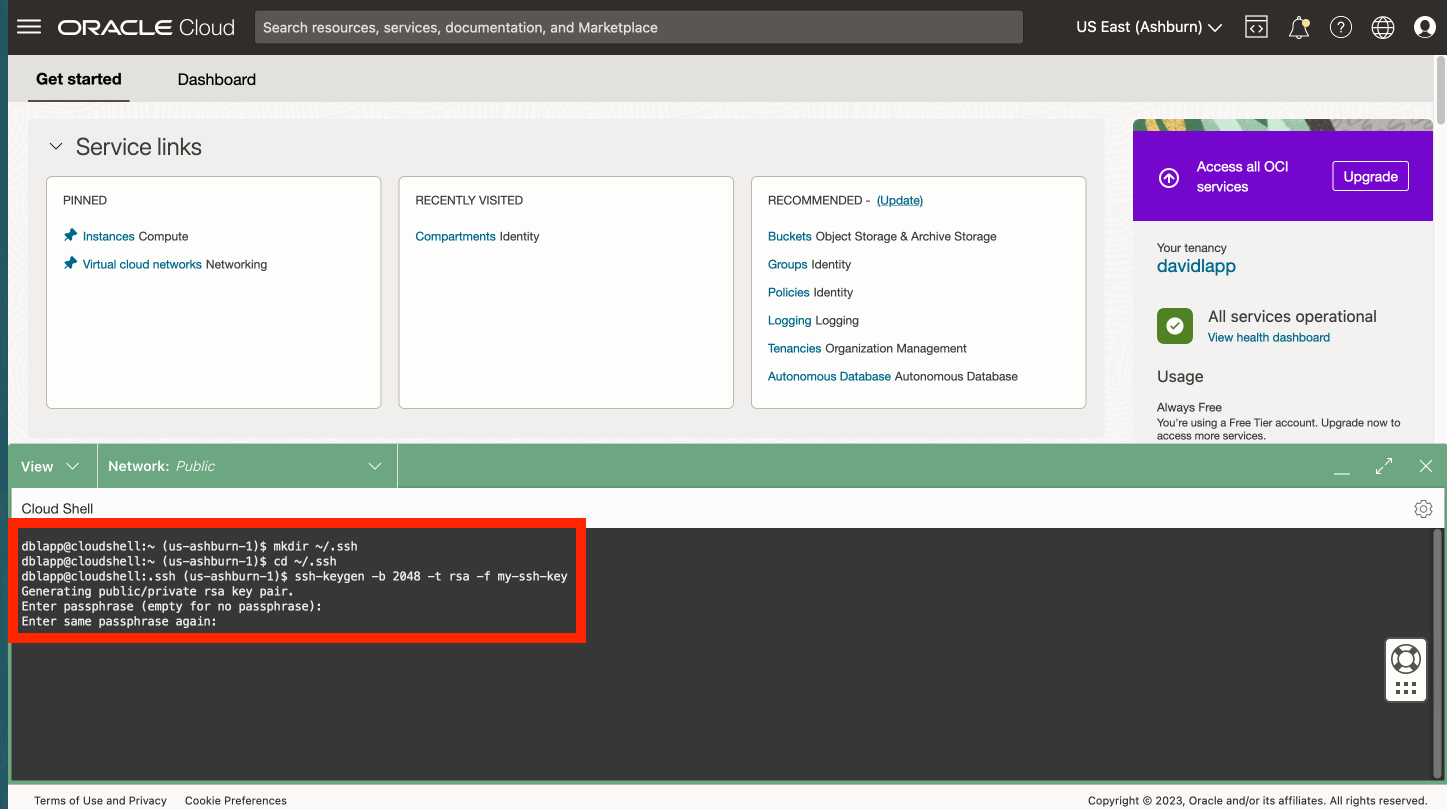 ORACLE Cloud
Search resources, services, documentation, and Marketplace
US East (Ashburn)
Get started
Dashboard
Service links
PINNED
Instances Compute
Virtual cloud networks Networking
RECENTLY VISITED
Compartments Identity
RECOMMENDED - (Update)
Buckets Object Storage & Archive Storage
Groups Identity
Policies Identity
Logging Logging
Tenancies Organization Management
Autonomous Database Autonomous Database
Access all OCI
services
Upgrade
Your tenancy
davidlapp
All services operational
View health dashboard
Usage
Always Free
You're using a Free Tier account. Upgrade now to
access more services.
View
Network: Public
Cloud Shell
dblapp@cloudshell:~ (us-ashburn-1)$ mkdir ~/.ssh
dblapp@cloudshell:~ (us-ashburn-1)$ cd ~/.ssh
dblapp@cloudshell:.ssh (us-ashburn-1)$ ssh-keygen -b 2048 -t rsa -f my-ssh-key
Generating public/private rsa key pair.
Enter passphrase (empty for no passphrase):
Enter same passphrase again:
Terms of Use and Privacy
Cookie Preferences
Copyright © 2023, Oracle and/or its affiliates. All rights reserved.